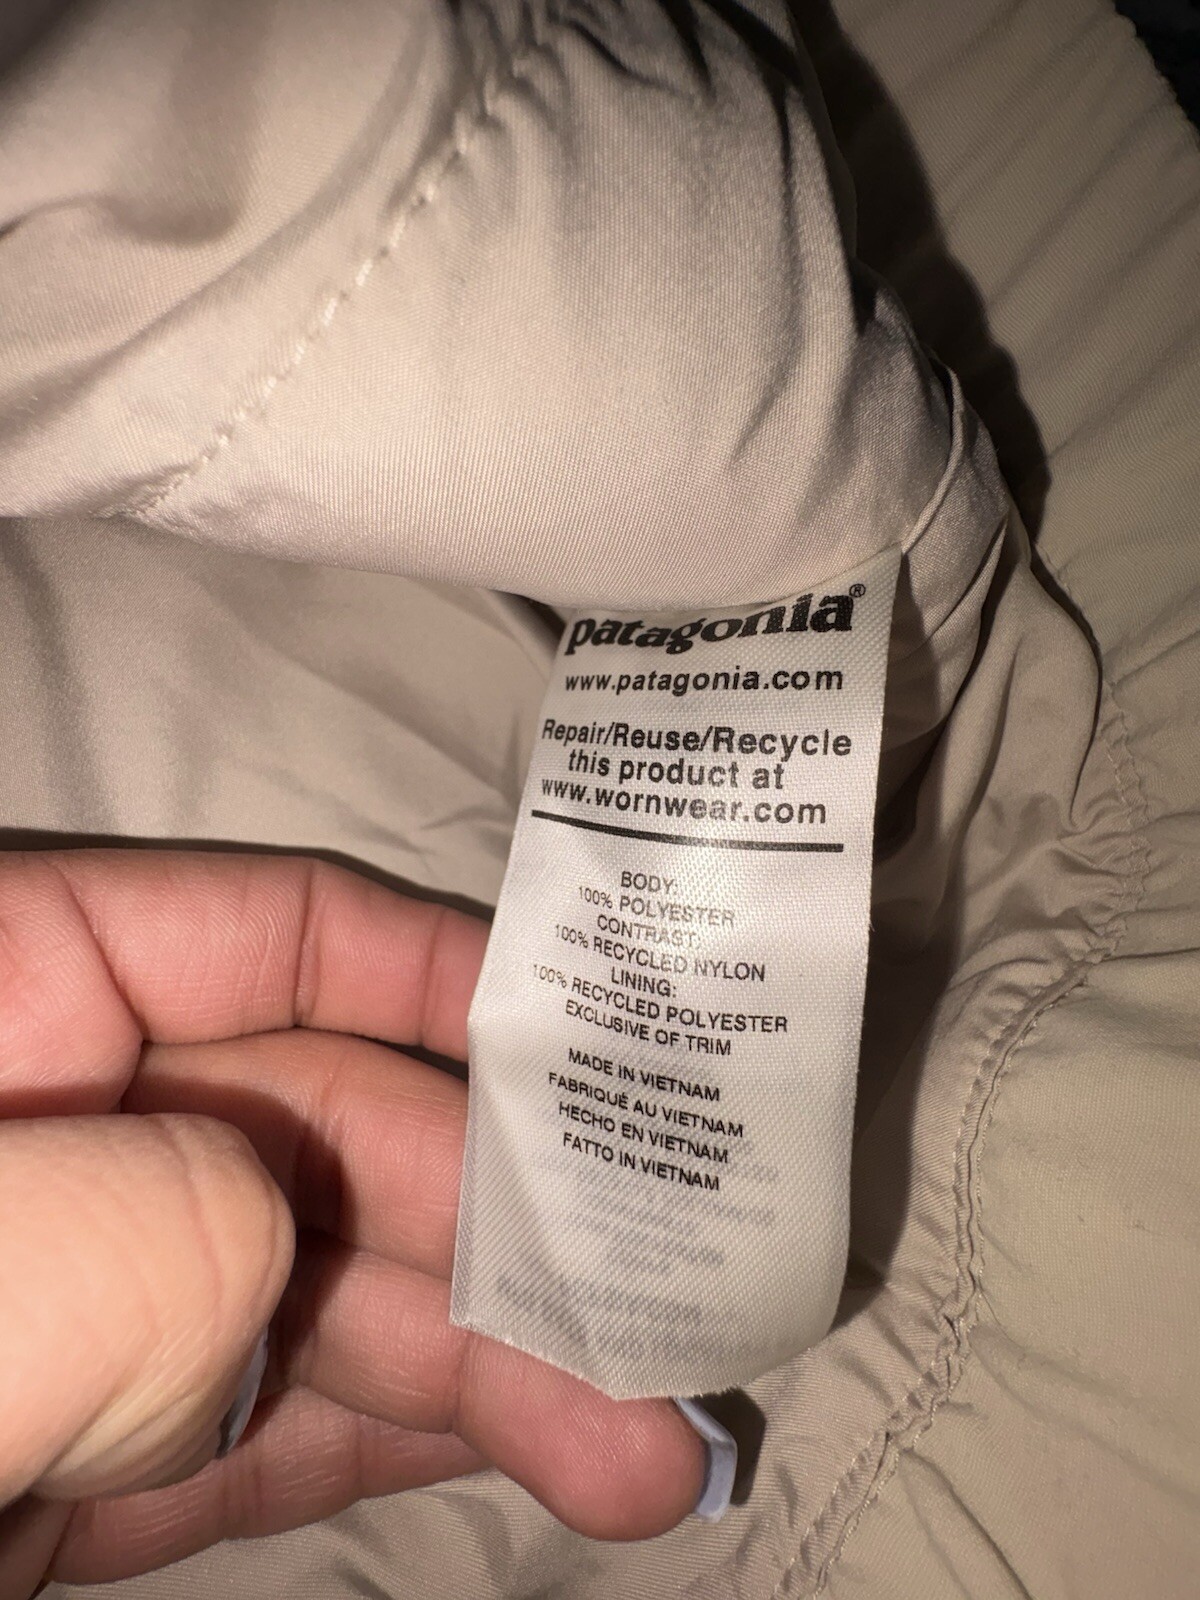 patagonia®
www.patagonia.com
Repair/Reuse/Recycle
this product at
www.wornwear.com
BODY:
100% POLYESTER
CONTRAST:
100% RECYCLED NYLON
LINING:
100% RECYCLED POLYESTER
EXCLUSIVE OF TRIM
MADE IN VIETNAM
FABRIQUÉ AU VIETNAM
HECHO EN VIETNAM
FATTO IN VIETNAM